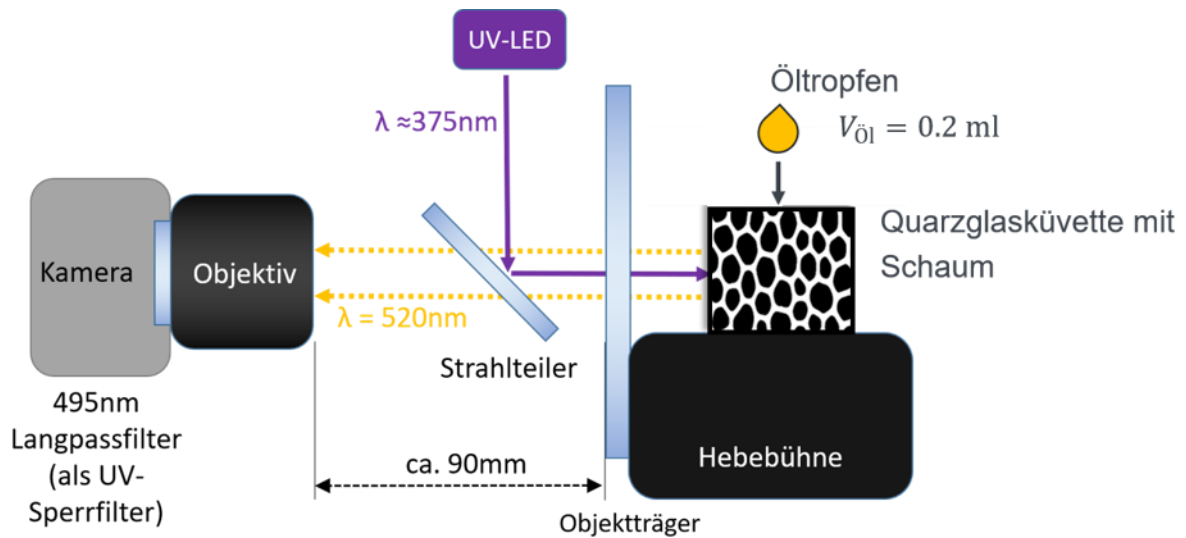 UV-LED
λ ≈375nm
Öltropfen
V_Öl = 0.2 ml
Quarzglasküvette mit
Schaum
Kamera
Objektiv
λ = 520nm
Strahlteiler
495nm
Langpassfilter
(als UV-
Sperrfilter)
ca. 90mm
Hebebühne
Objektträger